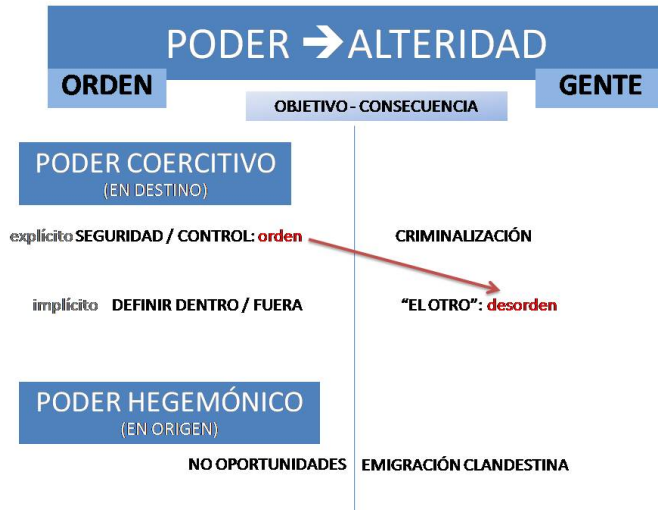 PODER ➔ ALTERIDAD
ORDEN
GENTE
OBJETIVO - CONSECUENCIA
PODER COERCITIVO
(EN DESTINO)
explícito SEGURIDAD / CONTROL: orden
CRIMINALIZACIÓN
implícito DEFINIR DENTRO / FUERA
“EL OTRO”: desorden
PODER HEGEMÓNICO
(EN ORIGEN)
NO OPORTUNIDADES
EMIGRACIÓN CLANDESTINA